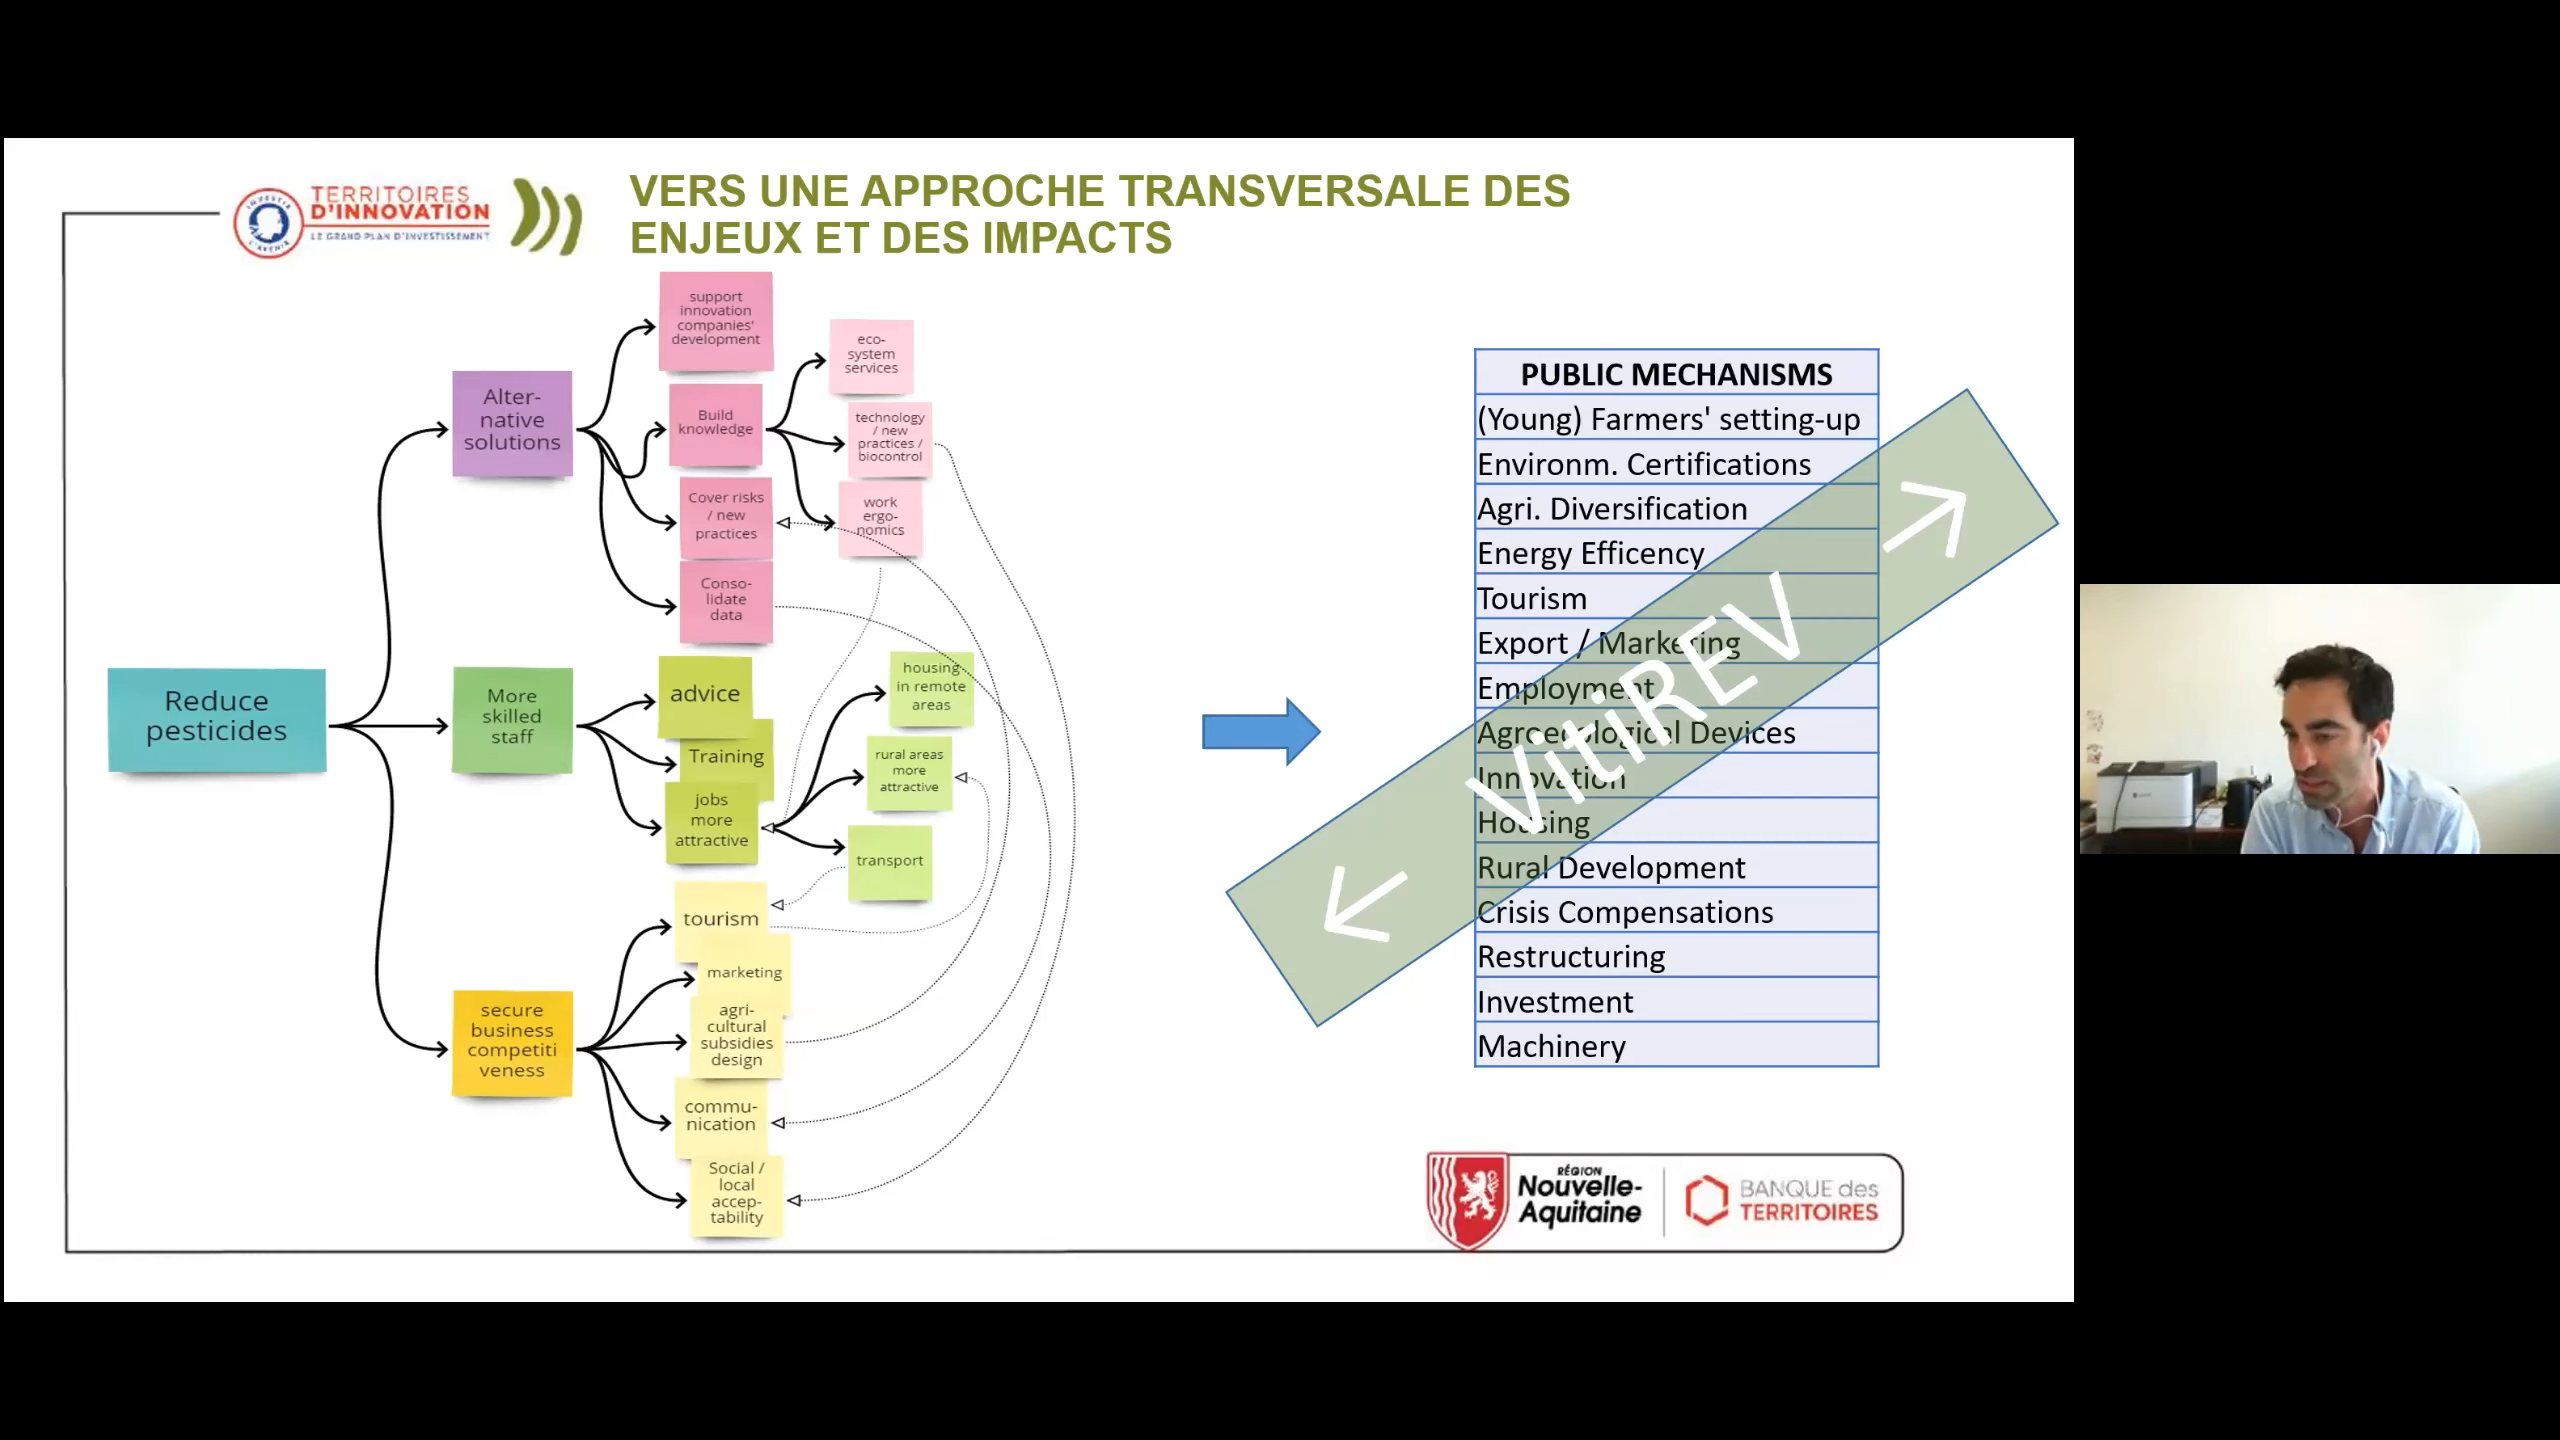 TERRITOIRES
D'INNOVATION
LE GRAND PLAN D'INVESTISSEMENT
VERS UNE APPROCHE TRANSVERSALE DES
ENJEUX ET DES IMPACTS
Reduce
pesticides
Alter-
native
solutions
support
innovation
companies'
development
Build
knowledge
eco-
system
services
technology
/ new
practices /
biocontrol
work
ergo-
nomics
Cover risks
/ new
practices
Conso-
lidate
data
More
skilled
staff
advice
Training
jobs
more
attractive
housing
in remote
areas
rural areas
more
attractive
transport
secure
business
competiti
veness
tourism
marketing
agri-
cultural
subsidies
design
commu-
nication
Social /
local
accep-
tability
PUBLIC MECHANISMS
(Young) Farmers' setting-up
Environm. Certifications
Agri. Diversification
Energy Efficency
Tourism
Export / Marketing
Employment
Agroecological Devices
Innovation
Housing
Rural Development
Crisis Compensations
Restructuring
Investment
Machinery
VitiREV
RÉGION
Nouvelle-
Aquitaine
BANQUE des
TERRITOIRES